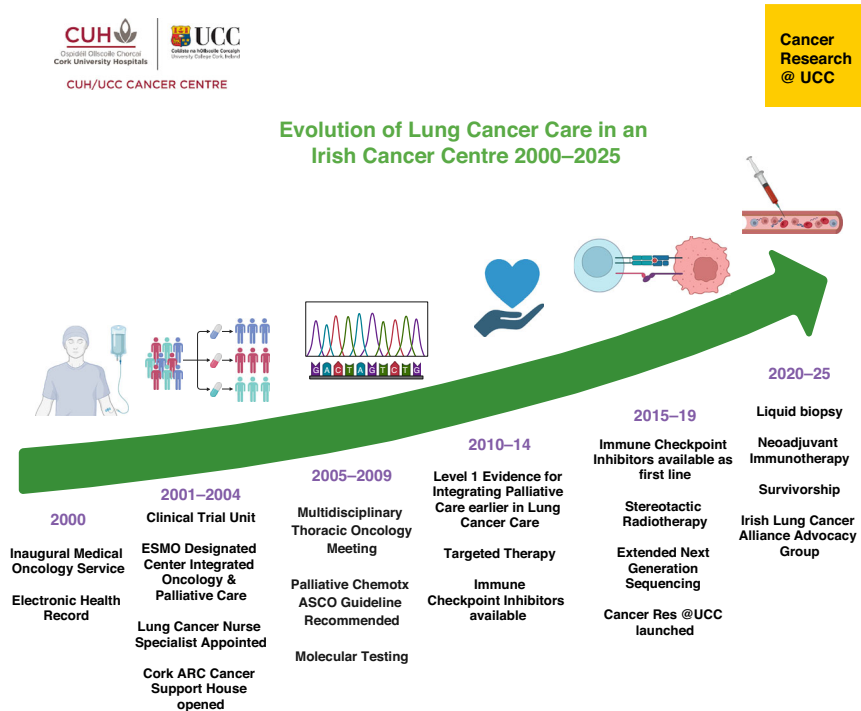 CUH
Ospidéil Ollscoile Chorcaí
Cork University Hospitals
UCC
Coláiste na hOllscoile Corcaigh
University College Cork, Ireland
CUH/UCC CANCER CENTRE
Cancer
Research
@ UCC
Evolution of Lung Cancer Care in an
Irish Cancer Centre 2000–2025
G A C T A G T C T G
2000
Inaugural Medical
Oncology Service
Electronic Health
Record
2001–2004
Clinical Trial Unit
ESMO Designated
Center Integrated
Oncology &
Palliative Care
Lung Cancer Nurse
Specialist Appointed
Cork ARC Cancer
Support House
opened
2005–2009
Multidisciplinary
Thoracic Oncology
Meeting
Palliative Chemotx
ASCO Guideline
Recommended
Molecular Testing
2010–14
Level 1 Evidence for
Integrating Palliative
Care earlier in Lung
Cancer Care
Targeted Therapy
Immune
Checkpoint Inhibitors
available
2015–19
Immune Checkpoint
Inhibitors available as
first line
Stereotactic
Radiotherapy
Extended Next
Generation
Sequencing
Cancer Res @UCC
launched
2020–25
Liquid biopsy
Neoadjuvant
Immunotherapy
Survivorship
Irish Lung Cancer
Alliance Advocacy
Group